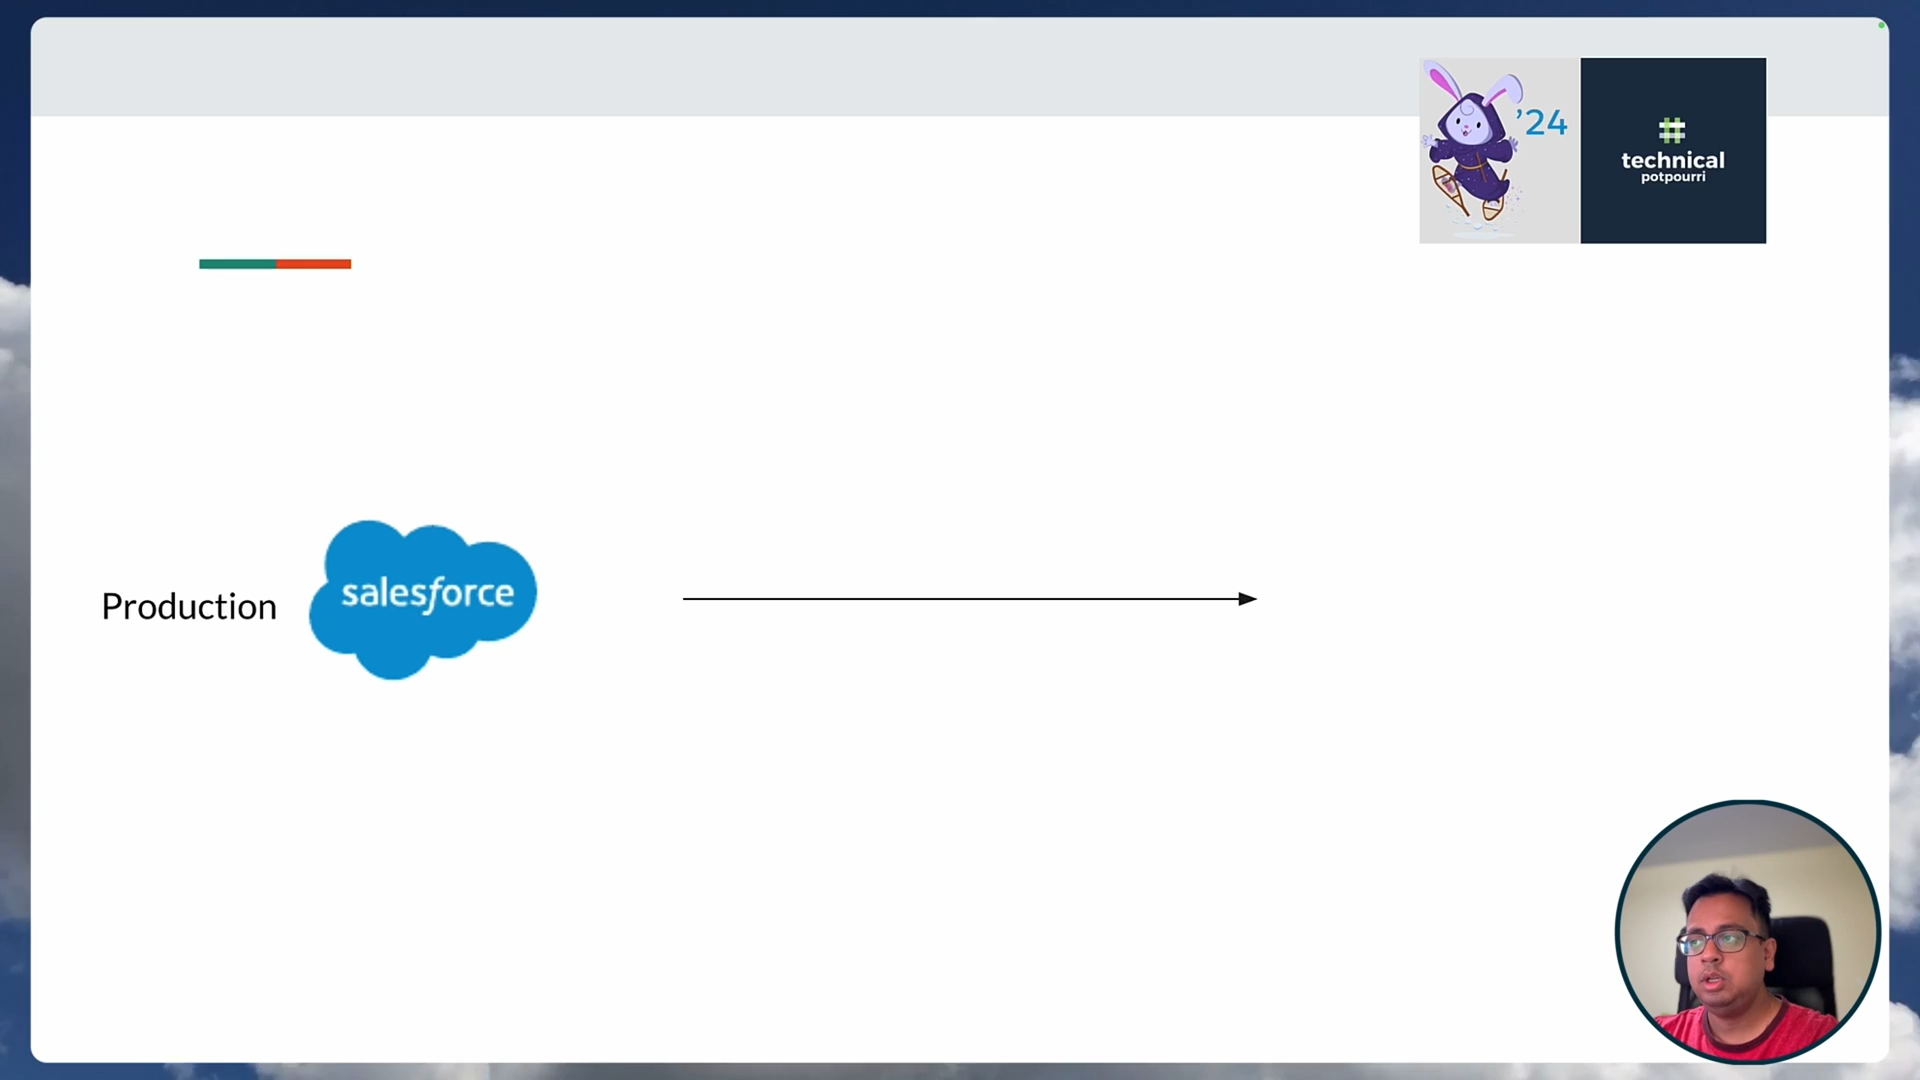 ’24
technical
potpourri
Production
salesforce